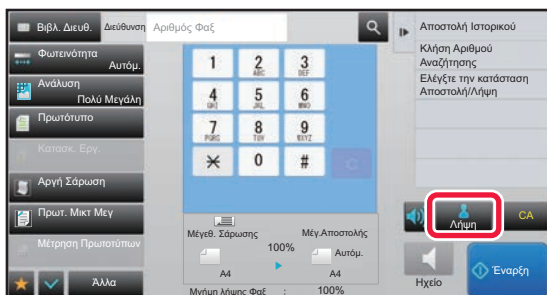 Βιβλ. Διευθ.
Διεύθυνση
Αριθμός Φαξ
Φωτεινότητα
Αυτόμ.
Ανάλυση
Πολύ Μεγάλη
Πρωτότυπο
Κατασκ. Εργ.
Αργή Σάρωση
Πρωτ. Μικτ Μεγ
Μέτρηση Πρωτοτύπων
Άλλα
1 2 3
ABC DEF
4 5 6
GHI JKL MNO
7 8 9
PQRS TUV WXYZ
0 #
C
Μέγεθ. Σάρωσης
Μέγ.Αποστολής
100%
Αυτόμ.
A4
A4
Μνήμη λήψης Φαξ : 100%
Αποστολή Ιστορικού
Κλήση Αριθμού
Αναζήτησης
Ελέγξτε την κατάσταση
Αποστολή/Λήψη
Λήψη
CA
Ηχείο
Έναρξη